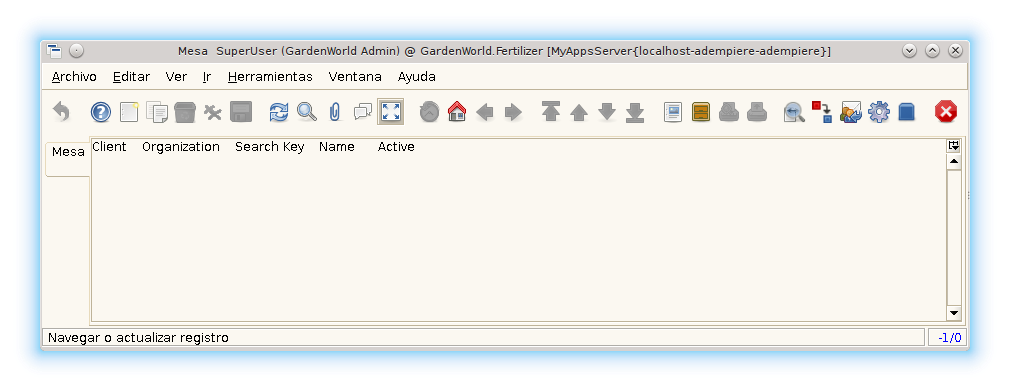 Mesa SuperUser (GardenWorld Admin) @ GardenWorld.Fertilizer [MyAppsServer{localhost-adempiere-adempiere}]
Archivo Editar Ver Ir Herramientas Ventana Ayuda
Mesa Client Organization Search Key Name Active
Navegar o actualizar registro -1/0